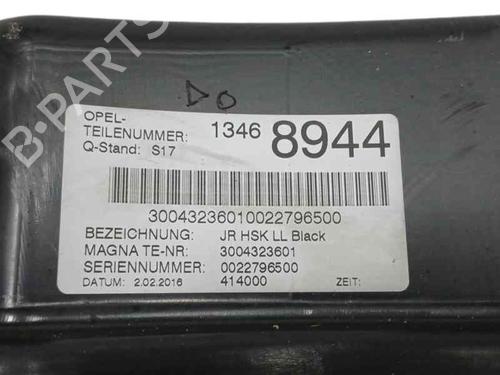 DO
OPEL-
TEILENUMMER: 1346 8944
Q-Stand: S17
30043236010022796500
BEZEICHNUNG: JR HSK LL Black
MAGNA TE-NR: 3004323601
SERIENNUMMER: 0022796500
DATUM: 2.02.2016 414000 ZEIT:
B-PARTS